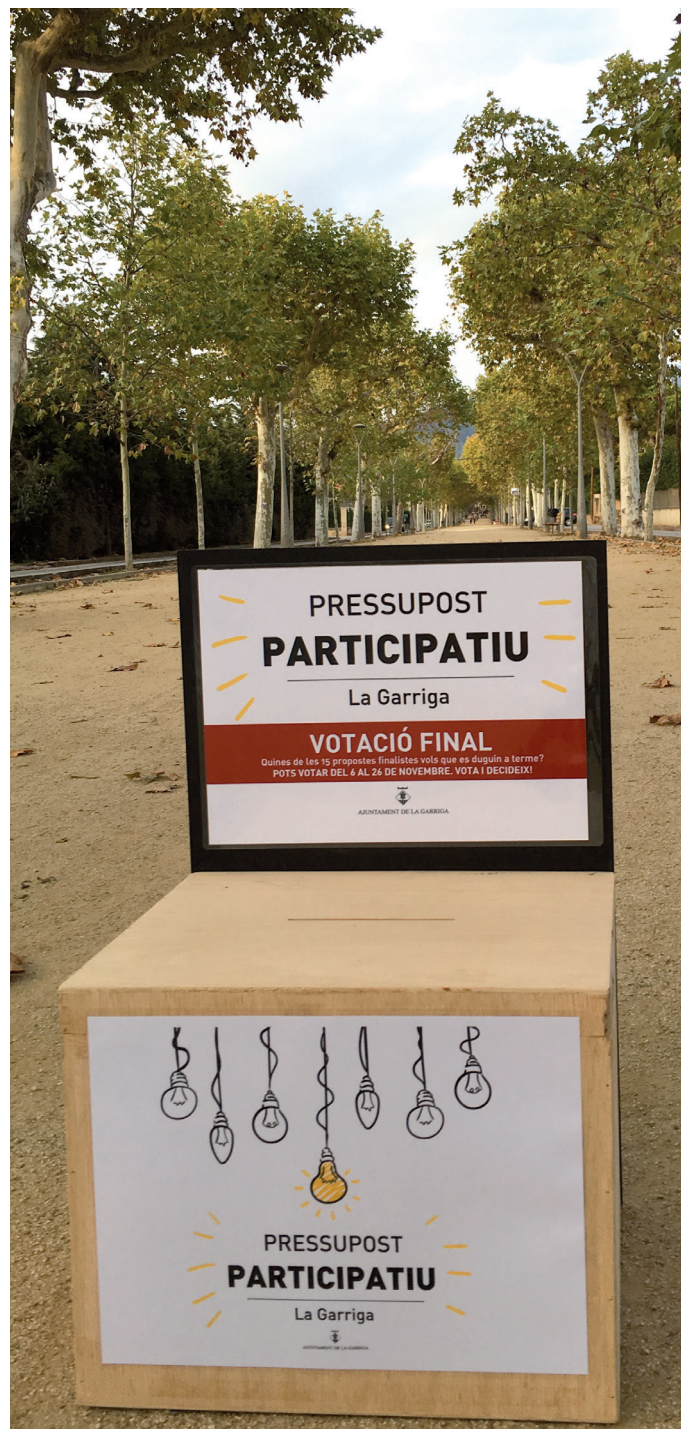 PRESSUPOST
PARTICIPATIU
La Garriga
VOTACIÓ FINAL
Quines de les 15 propostes finalistes vols que es duguin a terme?
POTS VOTAR DEL 6 AL 26 DE NOVEMBRE. VOTA I DECIDEIX!
AJUNTAMENT DE LA GARRIGA
PRESSUPOST
PARTICIPATIU
La Garriga
AJUNTAMENT DE LA GARRIGA